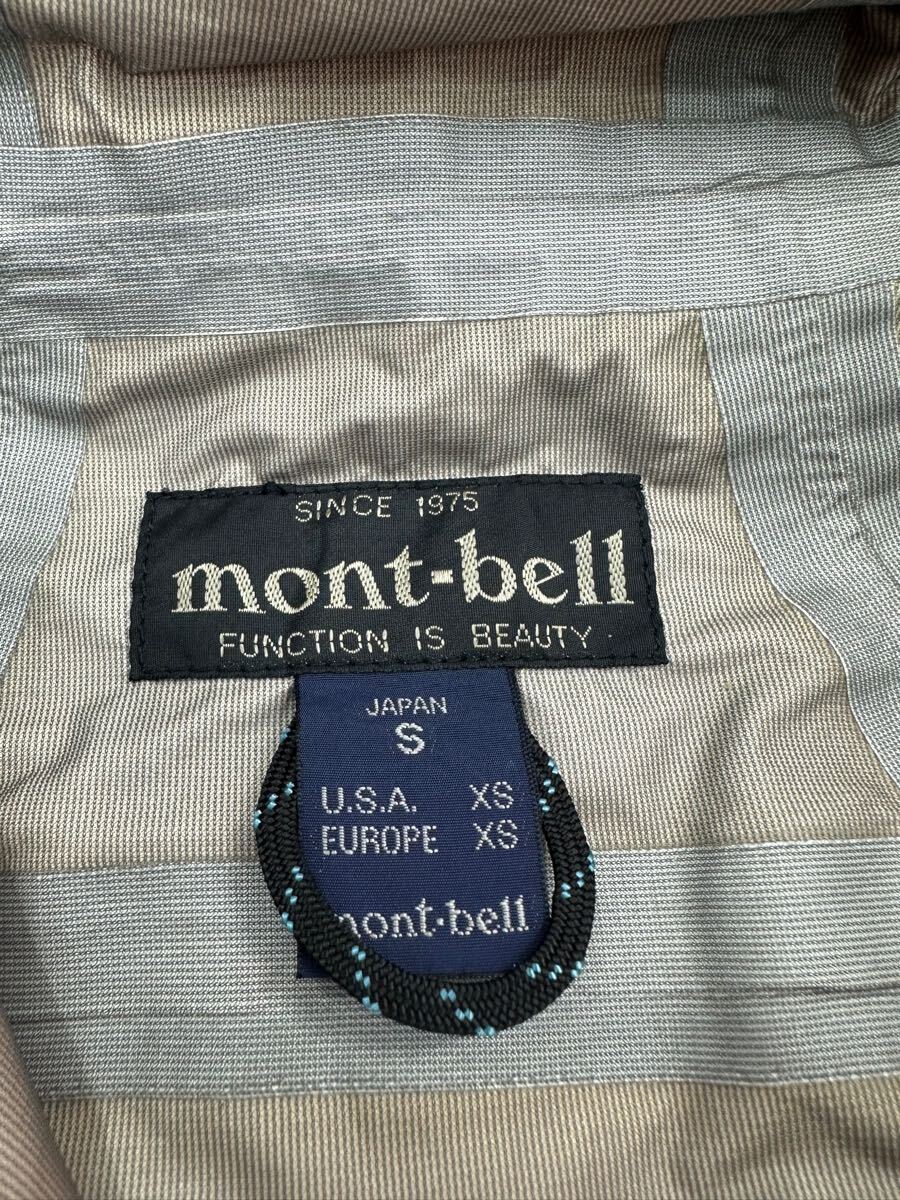 SINCE 1975
mont-bell
FUNCTION IS BEAUTY
JAPAN
S
U.S.A. XS
EUROPE XS
mont-bell